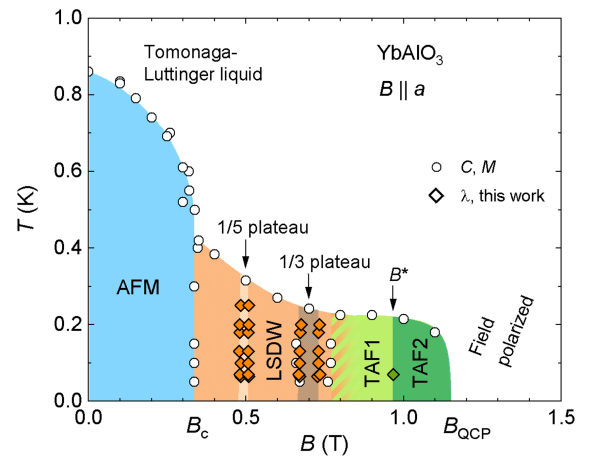 1.0
0.8
0.6
0.4
0.2
0.0
T (K)
Tomonaga-
Luttinger liquid
YbAlO₃
B || a
C, M
λ, this work
1/5 plateau
1/3 plateau
B*
AFM
LSDW
TAF1
TAF2
Field
polarized
0.0
0.5
1.0
1.5
Bc
B (T)
BQCP